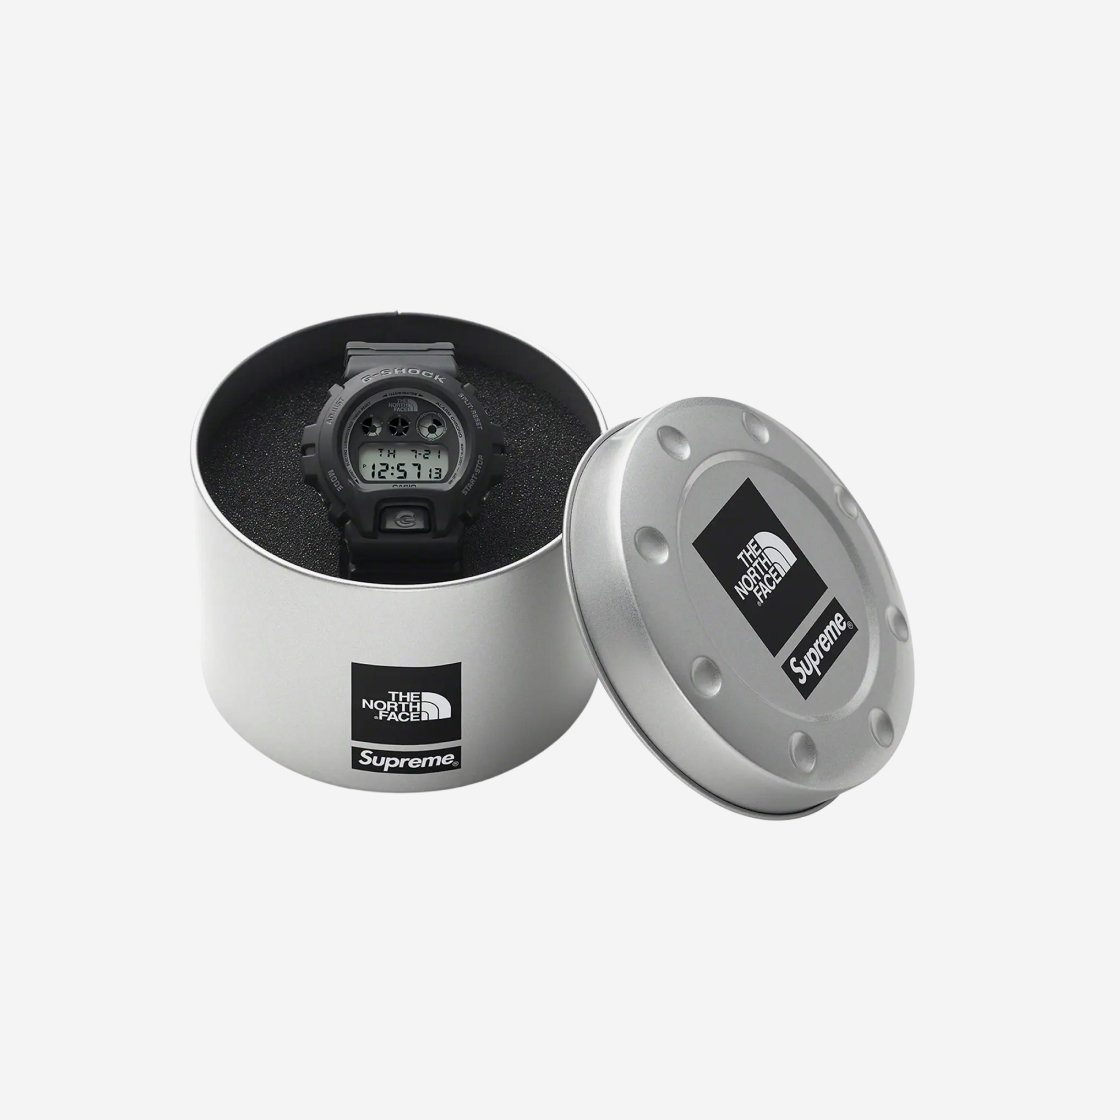 G-SHOCK
ADJUST
SPLIT·RESET
THE
NORTH
FACE
TH 7-21
P 12:57 13
CASIO
MODE
START·STOP
G
THE
NORTH
FACE
Supreme®
THE
NORTH
FACE
Supreme®